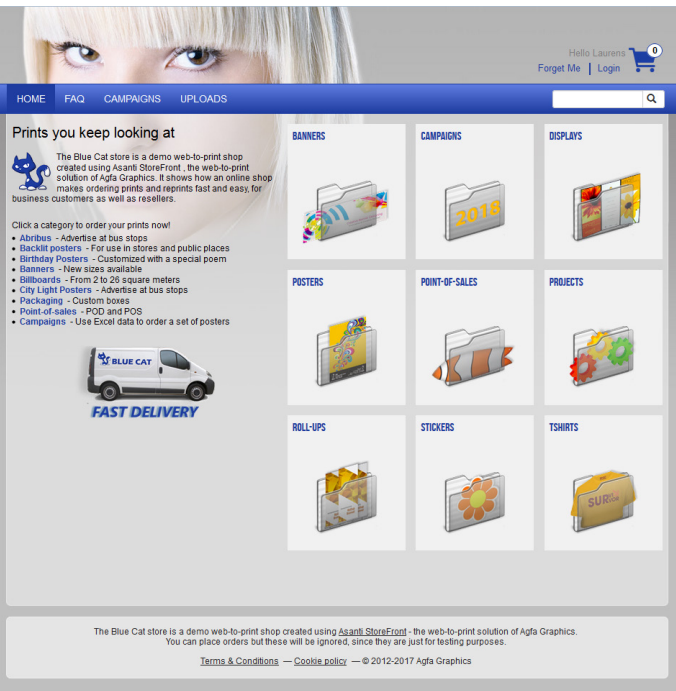 Hello Laurens
0
Forget Me | Login
HOME FAQ CAMPAIGNS UPLOADS
Prints you keep looking at
The Blue Cat store is a demo web-to-print shop
created using Asanti StoreFront , the web-to-print
solution of Agfa Graphics. It shows how an online shop
makes ordering prints and reprints fast and easy, for
business customers as well as resellers.
Click a category to order your prints now!
• Abribus - Advertise at bus stops
• Backlit posters - For use in stores and public places
• Birthday Posters - Customized with a special poem
• Banners - New sizes available
• Billboards - From 2 to 26 square meters
• City Light Posters - Advertise at bus stops
• Packaging - Custom boxes
• Point-of-sales - POD and POS
• Campaigns - Use Excel data to order a set of posters
BLUE CAT
FAST DELIVERY
BANNERS
CAMPAIGNS
2018
DISPLAYS
POSTERS
POINT-OF-SALES
PROJECTS
ROLL-UPS
STICKERS
TSHIRTS
The Blue Cat store is a demo web-to-print shop created using Asanti StoreFront - the web-to-print solution of Agfa Graphics.
You can place orders but these will be ignored, since they are just for testing purposes.
Terms & Conditions — Cookie policy — © 2012-2017 Agfa Graphics